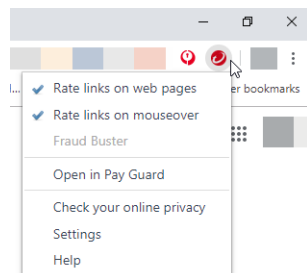 l...
er bookmarks
Rate links on web pages
Rate links on mouseover
Fraud Buster
Open in Pay Guard
Check your online privacy
Settings
Help